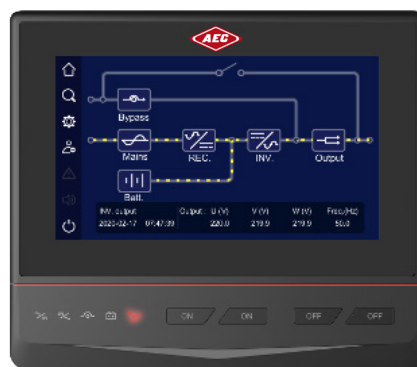 AEC
Bypass
Mains REC. INV. Output
Batt.
INV. output Output : U (V) V (V) W (V) Freq.(Hz)
2020-02-17 07:47:99 220.0 219.9 219.9 50.0
ON ON OFF OFF